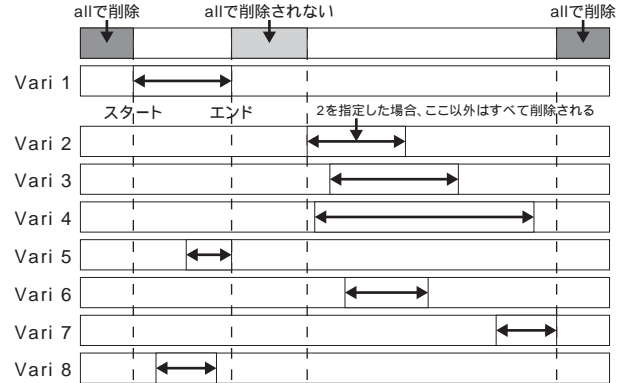 allで削除
allで削除されない
allで削除
Vari 1
スタート
エンド
2を指定した場合、ここ以外はすべて削除される
Vari 2
Vari 3
Vari 4
Vari 5
Vari 6
Vari 7
Vari 8